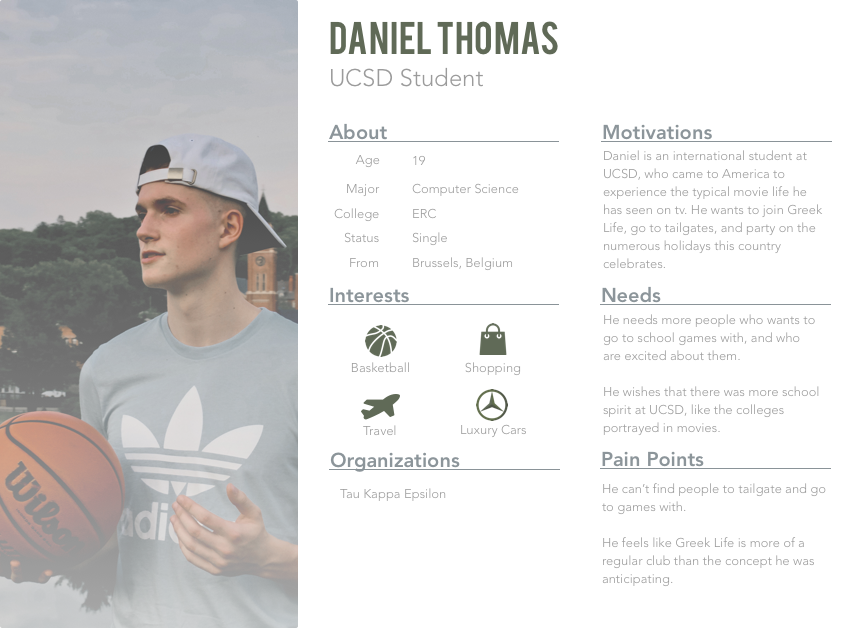 DANIEL THOMAS
UCSD Student
About
Age 19
Major Computer Science
College ERC
Status Single
From Brussels, Belgium
Interests
Basketball Shopping
Travel Luxury Cars
Organizations
Tau Kappa Epsilon
Motivations
Daniel is an international student at
UCSD, who came to America to
experience the typical movie life he
has seen on tv. He wants to join Greek
Life, go to tailgates, and party on the
numerous holidays this country
celebrates.
Needs
He needs more people who wants to
go to school games with, and who
are excited about them.
He wishes that there was more school
spirit at UCSD, like the colleges
portrayed in movies.
Pain Points
He can't find people to tailgate and go
to games with.
He feels like Greek Life is more of a
regular club than the concept he was
anticipating.
Wilso
adi